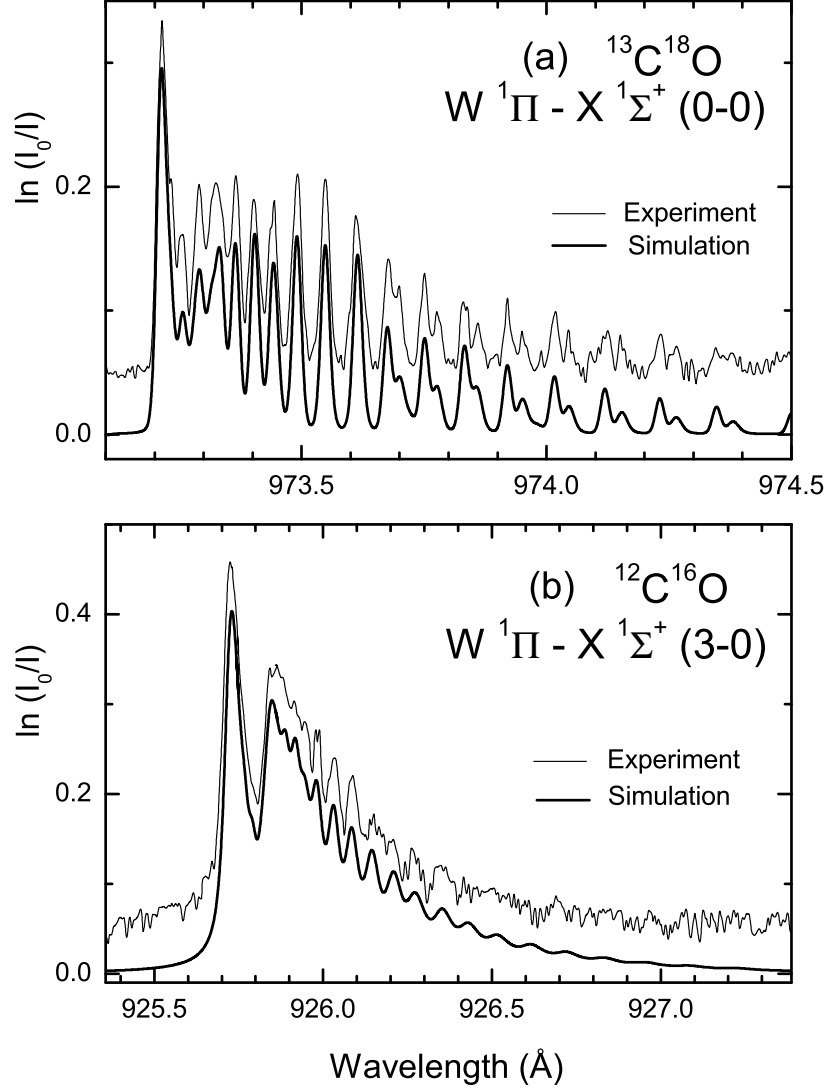 (a) ¹³C¹⁸O
W ¹Π - X ¹Σ⁺ (0-0)
ln (I₀/I)
0.2
0.0
Experiment
Simulation
973.5 974.0 974.5
(b) ¹²C¹⁶O
W ¹Π - X ¹Σ⁺ (3-0)
ln (I₀/I)
0.4
0.2
0.0
Experiment
Simulation
925.5 926.0 926.5 927.0
Wavelength (Å)